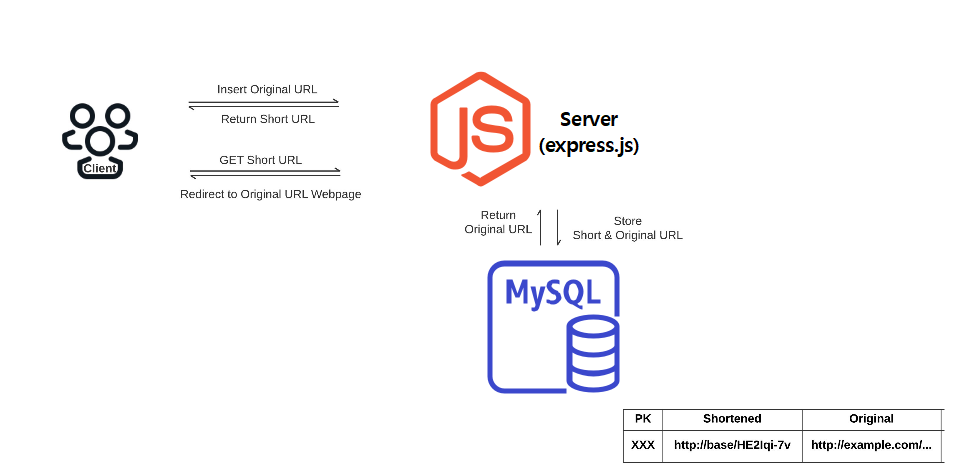 Insert Original URL
Return Short URL
Client
GET Short URL
Redirect to Original URL Webpage
JS
Server
(express.js)
Return
Original URL
Store
Short & Original URL
MySQL
PK Shortened Original
XXX http://base/HE2Iqi-7v http://example.com/...